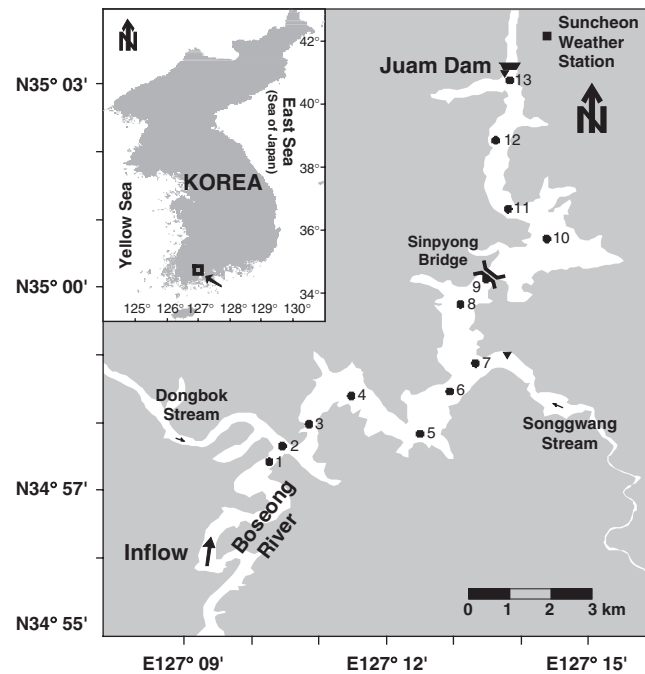 N
42°
40°
38°
36°
34°
East Sea
(Sea of Japan)
KOREA
Yellow Sea
125° 126° 127° 128° 129° 130°
Suncheon
Weather
Station
Juam Dam
N
13
12
11
10
Sinpyong
Bridge
9
8
7
6
5
4
3
2
1
Dongbok
Stream
Songgwang
Stream
Boseong
River
Inflow
0 1 2 3 km
N35° 03'
N35° 00'
N34° 57'
N34° 55'
E127° 09' E127° 12' E127° 15'